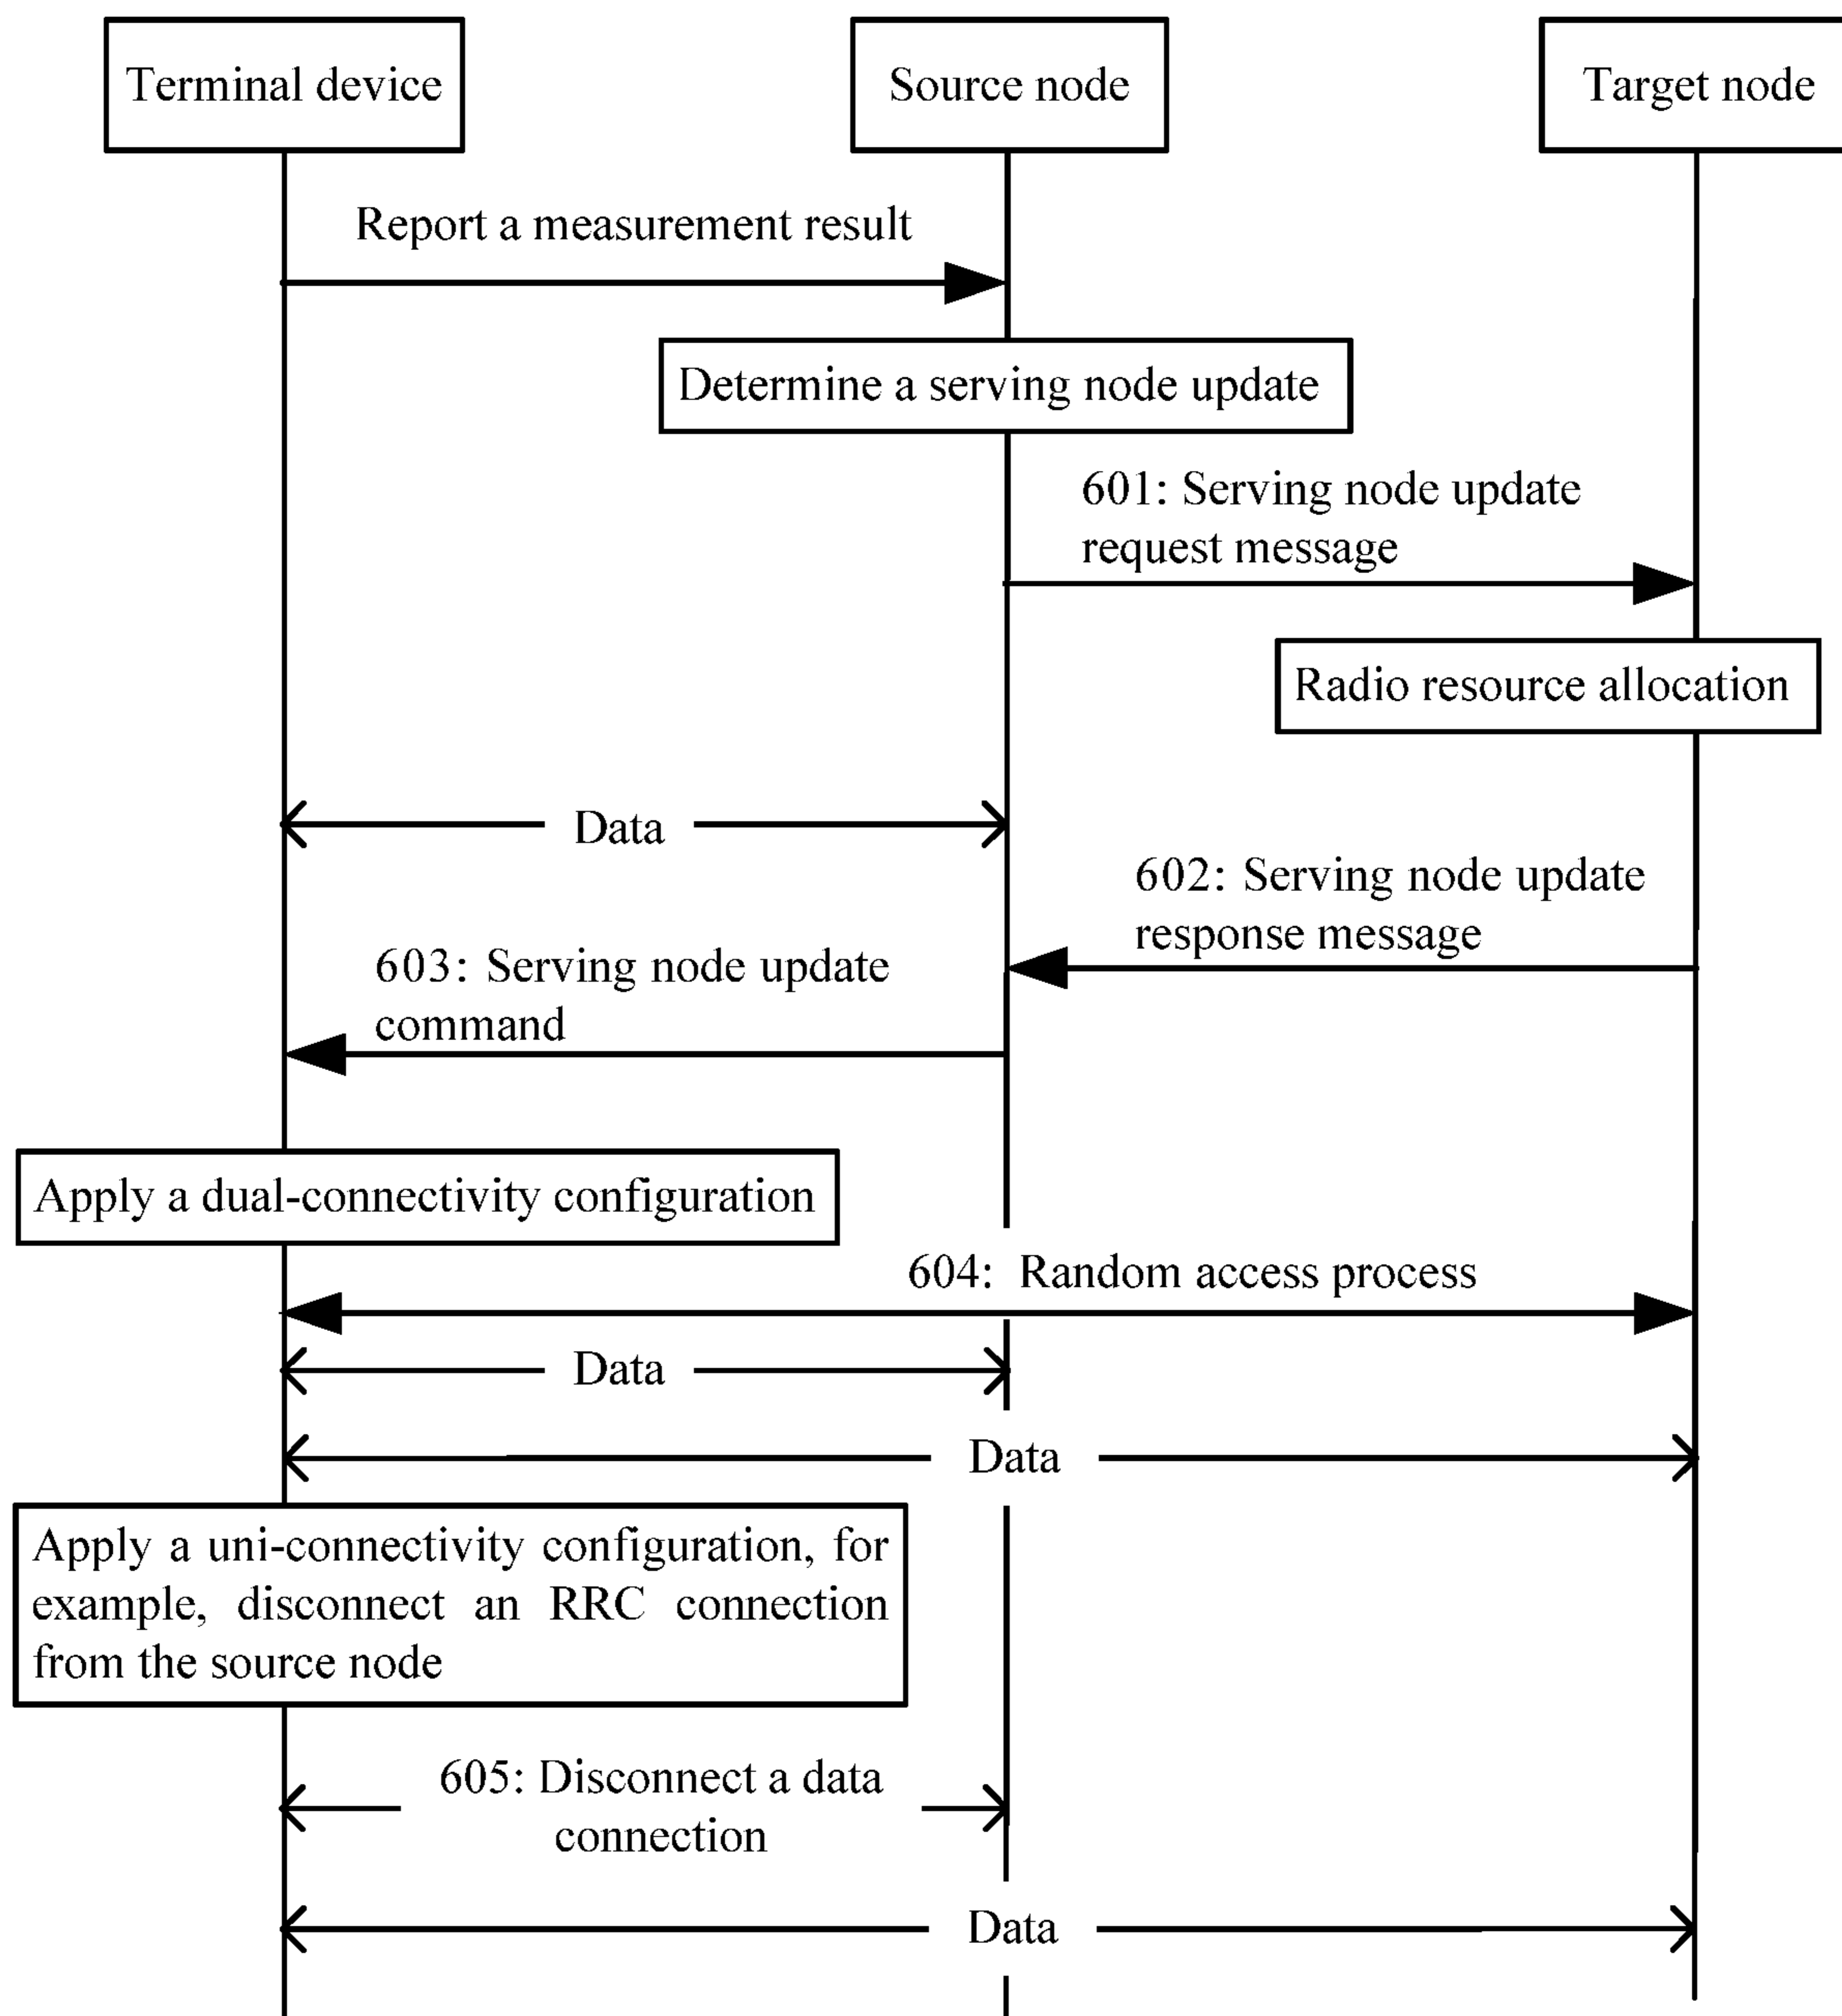 Terminal device
Source node
Target node
Report a measurement result
Determine a serving node update
601: Serving node update
request message
Radio resource allocation
Data
602: Serving node update
response message
603: Serving node update
command
Apply a dual-connectivity configuration
604: Random access process
Data
Data
Apply a uni-connectivity configuration, for
example, disconnect an RRC connection
from the source node
605: Disconnect a data
connection
Data